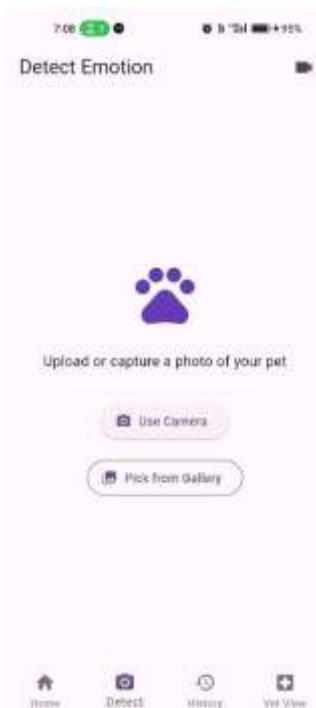 7:08
95%
Detect Emotion
Upload or capture a photo of your pet
Use Camera
Pick from Gallery
Home
Detect
History
Vet View